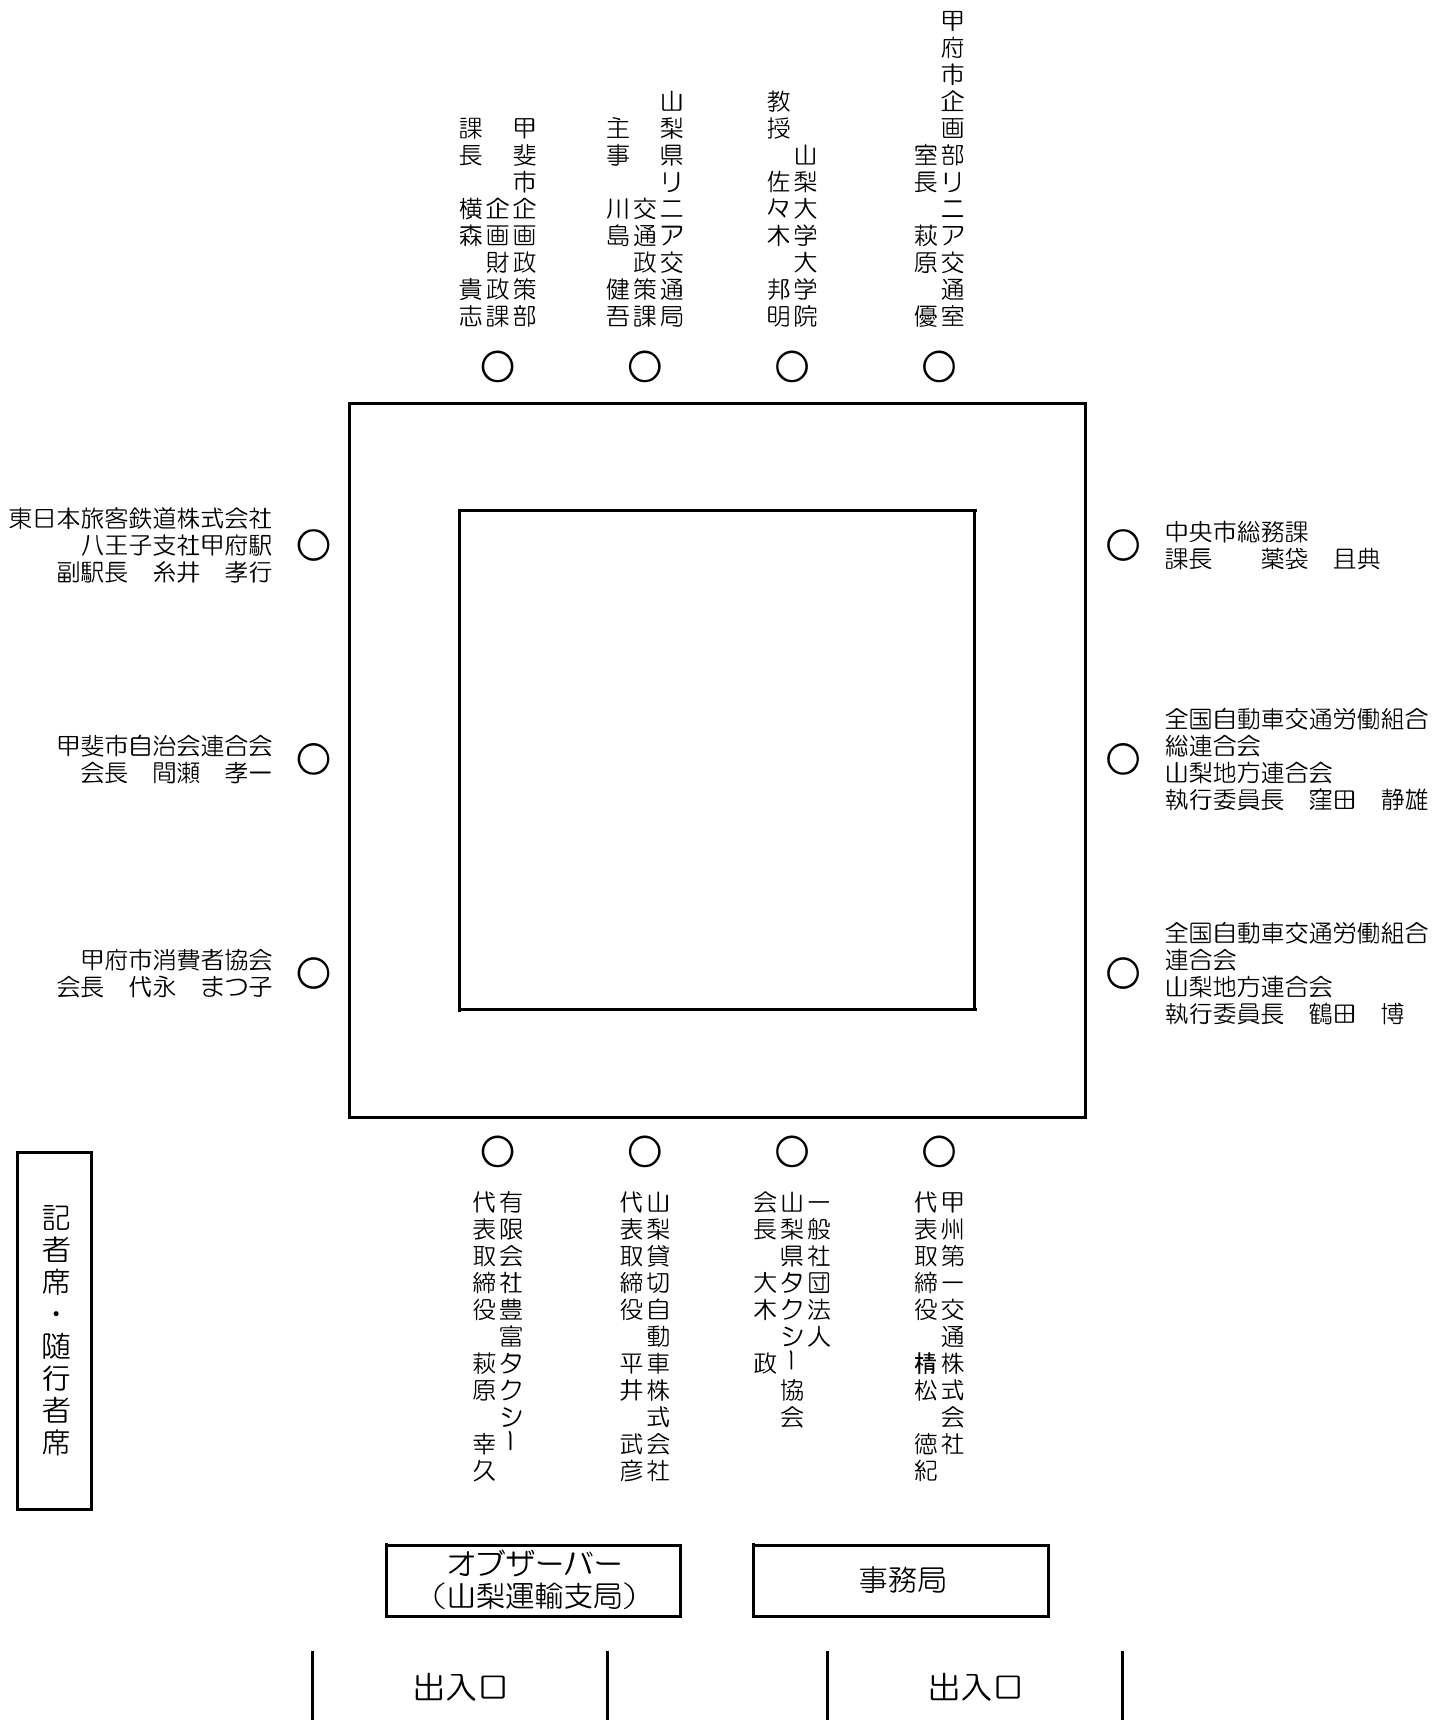 甲府市企画部リニア交通室
室長 萩原 優
山梨大学大学院
教授 佐々木 邦明
山梨県リニア交通局
交通政策課
主事 川島 健吾
甲斐市企画政策部
企画財政課
課長 横森 貴志
東日本旅客鉄道株式会社
八王子支社甲府駅
副駅長 糸井 孝行
甲斐市自治会連合会
会長 間瀬 孝一
甲府市消費者協会
会長 代永 まつ子
中央市総務課
課長 薬袋 且典
全国自動車交通労働組合
総連合会
山梨地方連合会
執行委員長 窪田 静雄
全国自動車交通労働組合
連合会
山梨地方連合会
執行委員長 鶴田 博
甲州第一交通株式会社
代表取締役 楮松 徳紀
一般社団法人
山梨県タクシー協会
会長 大木 政
山梨貸切自動車株式会社
代表取締役 平井 武彦
有限会社豊富タクシー
代表取締役 萩原 幸久
記者席・随行者席
オブザーバー
（山梨運輸支局）
事務局
出入口
出入口